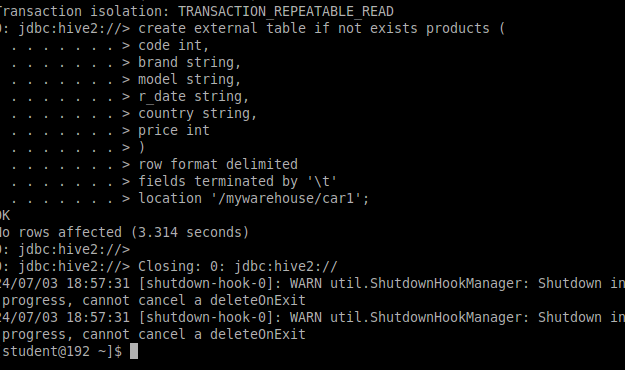 Transaction isolation: TRANSACTION_REPEATABLE_READ
0: jdbc:hive2://> create external table if not exists products (
. . . . . . . > code int,
. . . . . . . > brand string,
. . . . . . . > model string,
. . . . . . . > r_date string,
. . . . . . . > country string,
. . . . . . . > price int
. . . . . . . > )
. . . . . . . > row format delimited
. . . . . . . > fields terminated by '\t'
. . . . . . . > location '/mywarehouse/car1';
OK
No rows affected (3.314 seconds)
0: jdbc:hive2://>
0: jdbc:hive2://> Closing: 0: jdbc:hive2://
24/07/03 18:57:31 [shutdown-hook-0]: WARN util.ShutdownHookManager: Shutdown in
progress, cannot cancel a deleteOnExit
24/07/03 18:57:31 [shutdown-hook-0]: WARN util.ShutdownHookManager: Shutdown in
progress, cannot cancel a deleteOnExit
student@192 ~]$